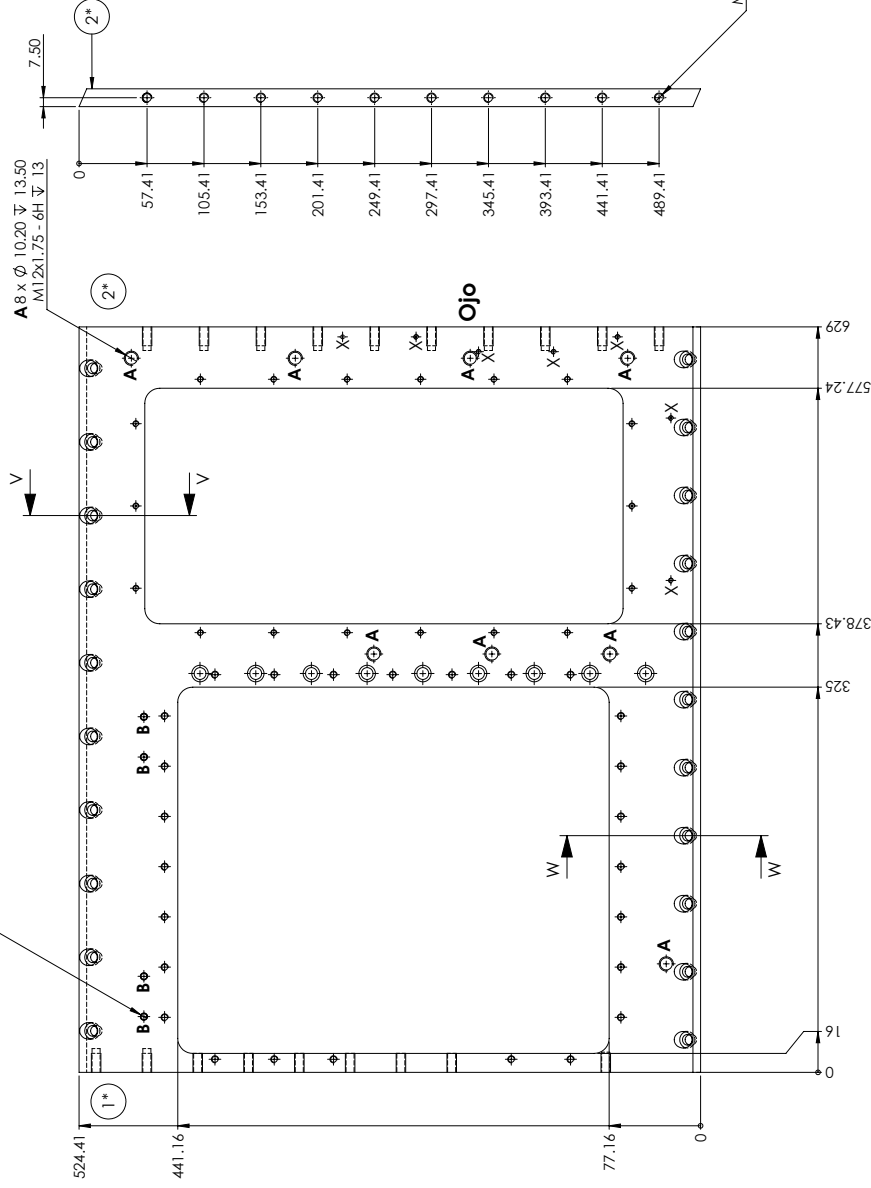 2*
7.50
M
0
57.41
105.41
153.41
201.41
249.41
297.41
345.41
393.41
441.41
489.41
A 8 x Ø 10.20 ↧ 13.50
M12x1.75 - 6H ↧ 13
2*
Ojo
V
V
A
A
A
A
X
X
X
X
X
X
X
A
A
A
B
B
B
B
W
W
A
1*
524.41
441.16
77.16
0
629
577.24
378.43
325
16
0